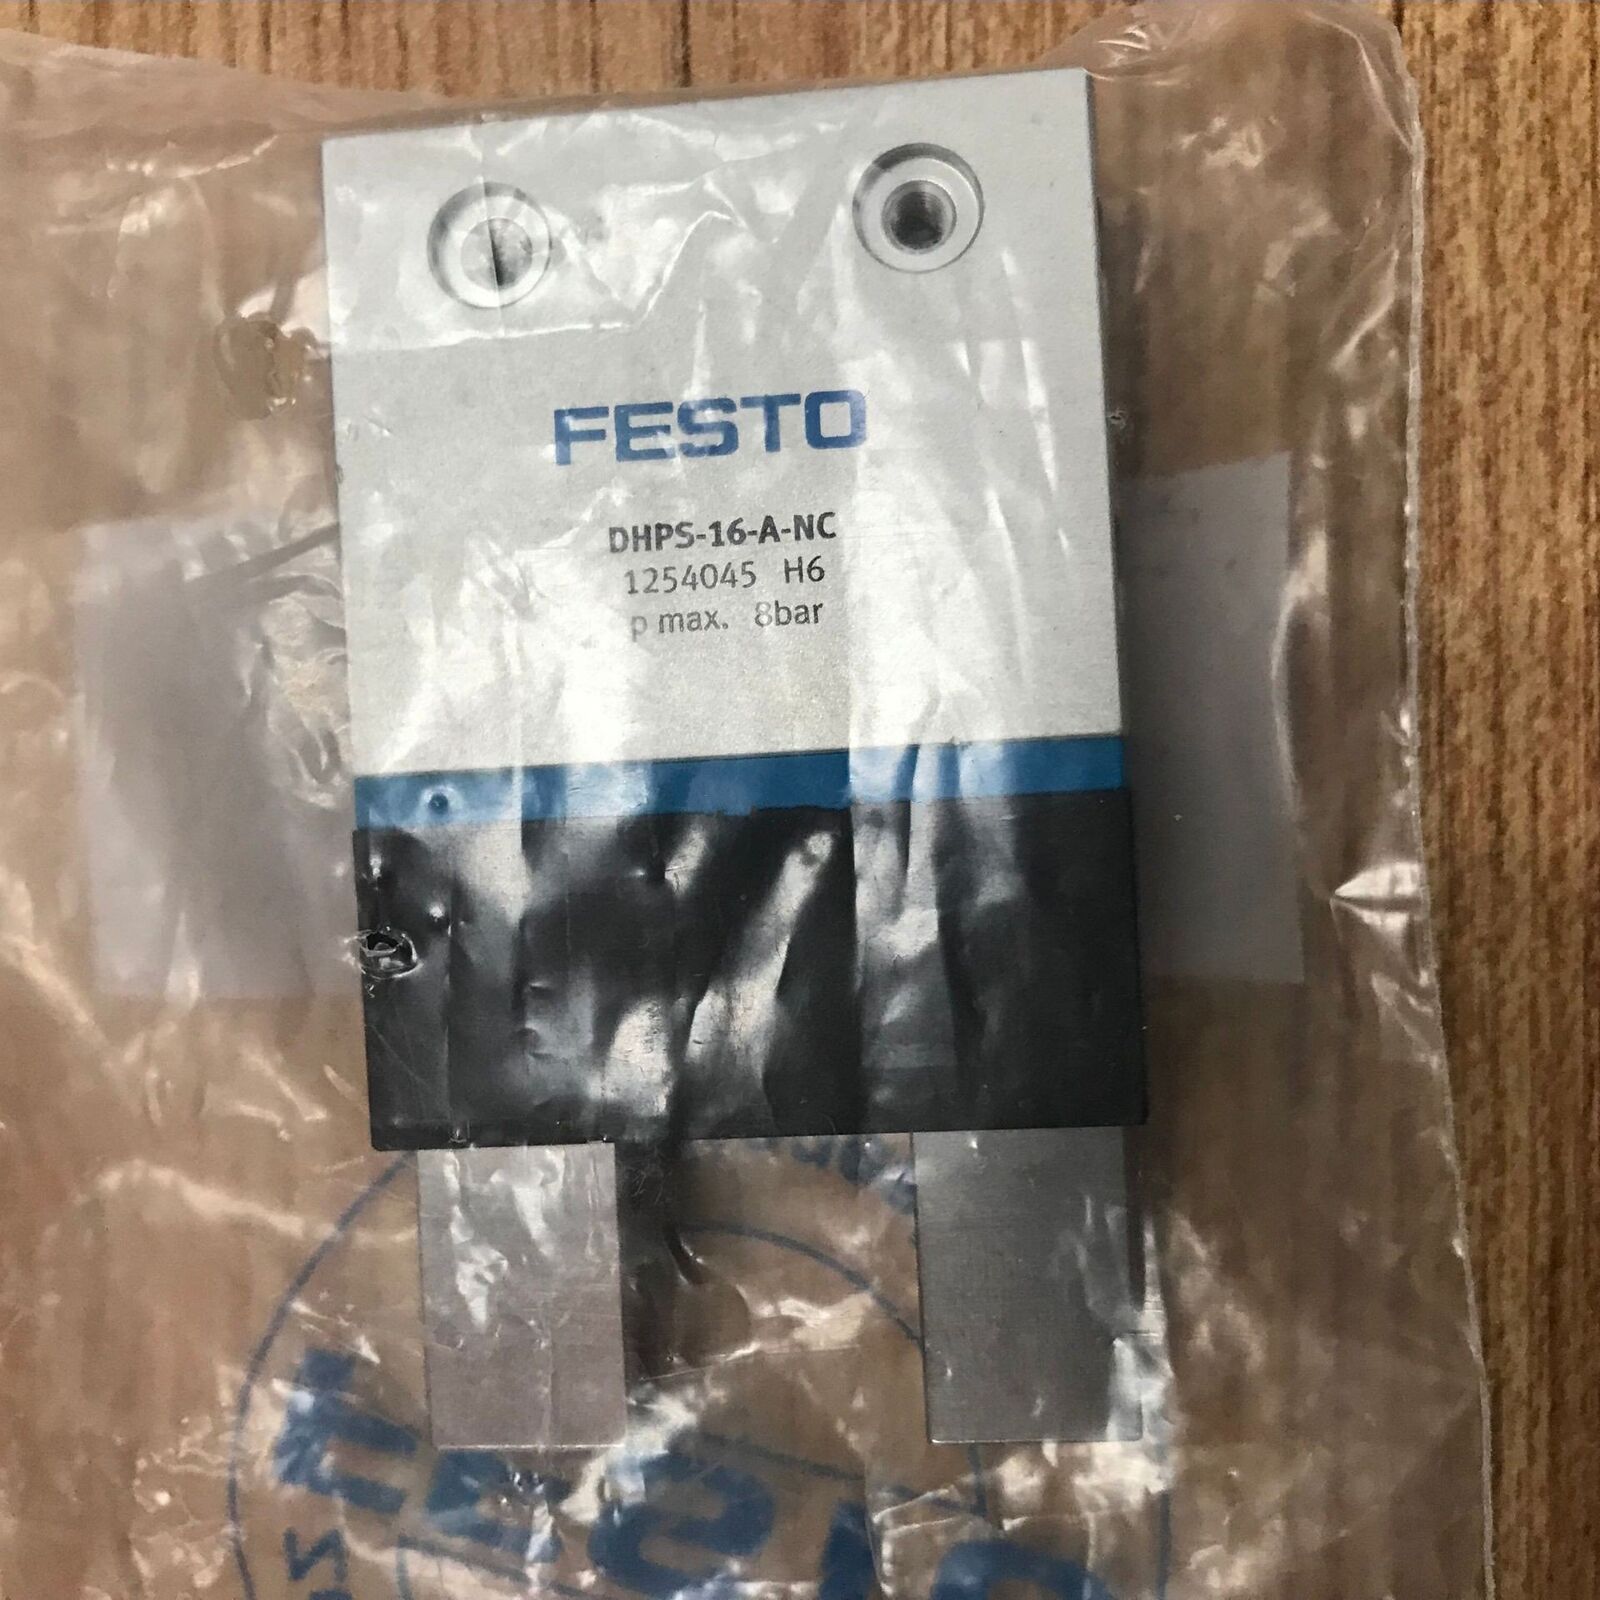 FESTO
DHPS-16-A-NC
1254045 H6
p max. 8bar